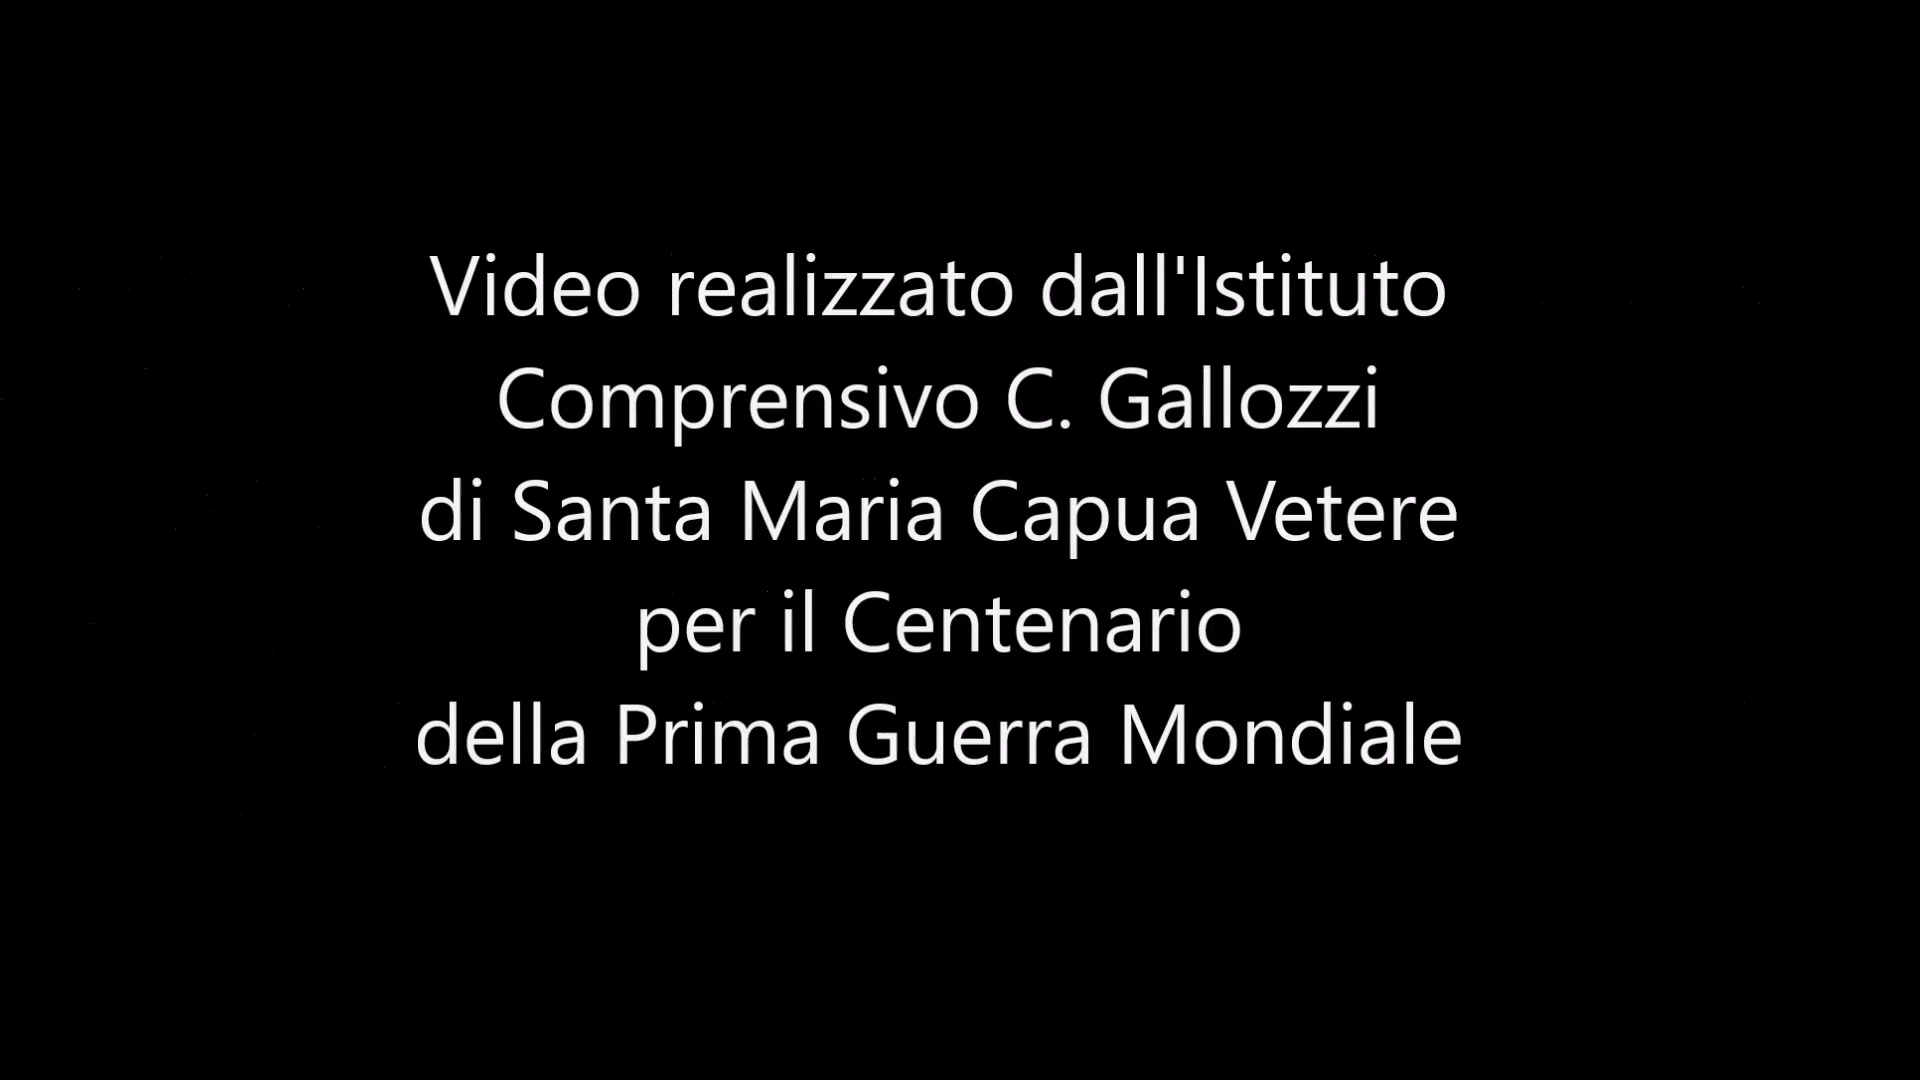 Video realizzato dall'Istituto
Comprensivo C. Gallozzi
di Santa Maria Capua Vetere
per il Centenario
della Prima Guerra Mondiale